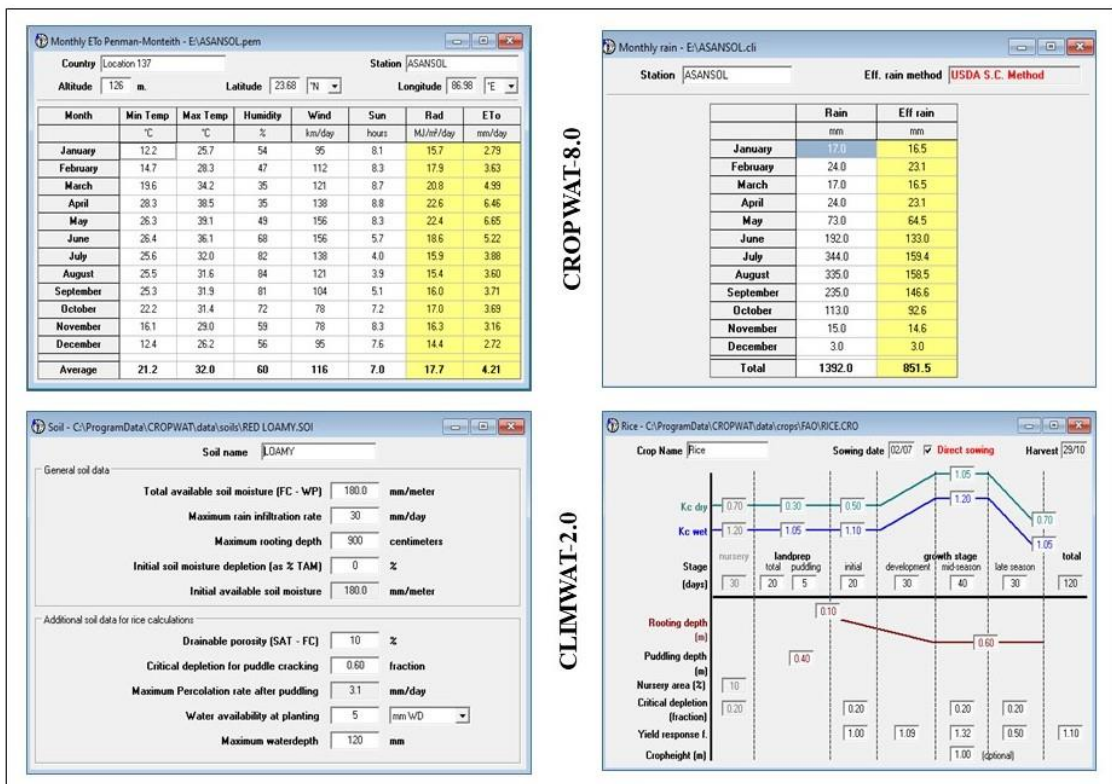 Monthly ETo Penman-Monteith - E:\ASANSOL.pem
Country Location 137 Station ASANSOL
Altitude 126 m. Latitude 23.68 °N Longitude 86.98 °E
Month Min Temp Max Temp Humidity Wind Sun Rad ETo
°C °C % km/day hours MJ/m²/day mm/day
January 12.2 25.7 54 95 8.1 15.7 2.79
February 14.7 28.3 47 112 8.3 17.9 3.63
March 19.6 34.2 35 121 8.7 20.8 4.99
April 28.3 38.5 35 138 8.8 22.6 6.46
May 26.3 39.1 49 156 8.3 22.4 6.65
June 26.4 36.1 68 156 5.7 18.6 5.22
July 25.6 32.0 82 138 4.0 15.9 3.88
August 25.5 31.6 84 121 3.9 15.4 3.60
September 25.3 31.9 81 104 5.1 16.0 3.71
October 22.2 31.4 72 78 7.2 17.0 3.69
November 16.1 29.0 59 78 8.3 16.3 3.16
December 12.4 26.2 56 95 7.6 14.4 2.72
Average 21.2 32.0 60 116 7.0 17.7 4.21
CROPWAT-8.0
Monthly rain - E:\ASANSOL.cli
Station ASANSOL Eff. rain method USDA S.C. Method
Rain Eff rain
mm mm
January 17.0 16.5
February 24.0 23.1
March 17.0 16.5
April 24.0 23.1
May 73.0 64.5
June 192.0 133.0
July 344.0 159.4
August 335.0 158.5
September 235.0 146.6
October 113.0 92.6
November 15.0 14.6
December 3.0 3.0
Total 1392.0 851.5
Soil - C:\ProgramData\CROPWAT\data\soils\RED LOAMY.SOI
Soil name LOAMY
General soil data
Total available soil moisture (FC - WP) 180.0 mm/meter
Maximum rain infiltration rate 30 mm/day
Maximum rooting depth 900 centimeters
Initial soil moisture depletion (as % TAM) 0 %
Initial available soil moisture 180.0 mm/meter
Additional soil data for rice calculations
Drainable porosity (SAT - FC) 10 %
Critical depletion for puddle cracking 0.60 fraction
Maximum Percolation rate after puddling 3.1 mm/day
Water availability at planting 5 mm WD
Maximum waterdepth 120 mm
CLIMWAT-2.0
Rice - C:\ProgramData\CROPWAT\data\crops\FAO\RICE.CRO
Crop Name Rice Sowing date 02/07 Direct sowing Harvest 29/10
1.05
Kc dry 0.70 0.30 0.50 1.20 0.70
Kc wet 1.20 1.05 1.10 1.05
nursery landprep growth stage total
Stage total puddling initial development mid-season late season
(days) 30 20 5 20 30 40 30 120
0.10
Rooting depth
(m) 0.60
Puddling depth 0.40
(m)
Nursery area (%) 10
Critical depletion 0.20 0.20 0.20 0.20
(fraction)
Yield response f. 1.00 1.09 1.32 0.50 1.10
Cropheight (m) 1.00 (optional)